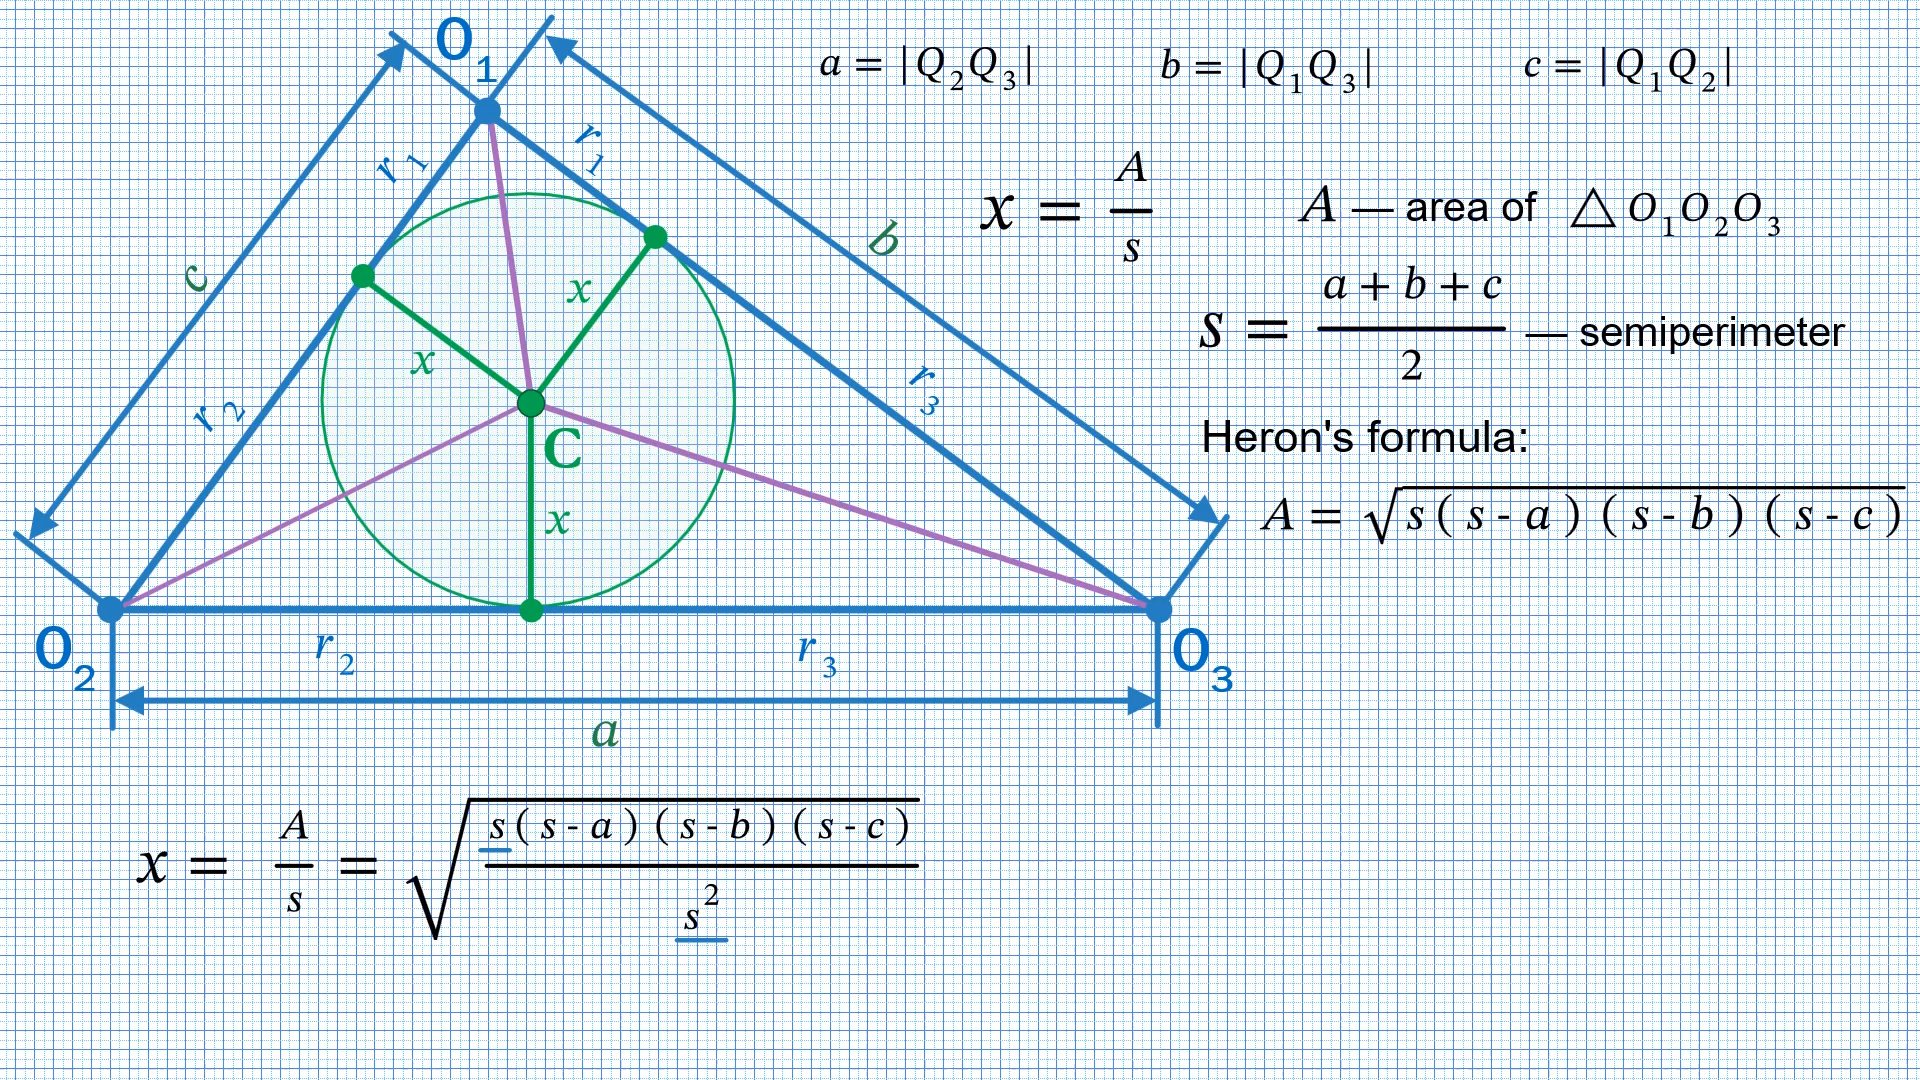 O₁
a = |Q₂Q₃| b = |Q₁Q₃| c = |Q₁Q₂|
r₁ r₁
x = A/s
A — area of △O₁O₂O₃
c
b
x
x
s = (a + b + c)/2 — semiperimeter
r₂
r₃
C
Heron's formula:
x
A = √(s(s-a)(s-b)(s-c))
O₂ r₂ r₃ O₃
a
x = A/s = √(s(s-a)(s-b)(s-c)/s²)